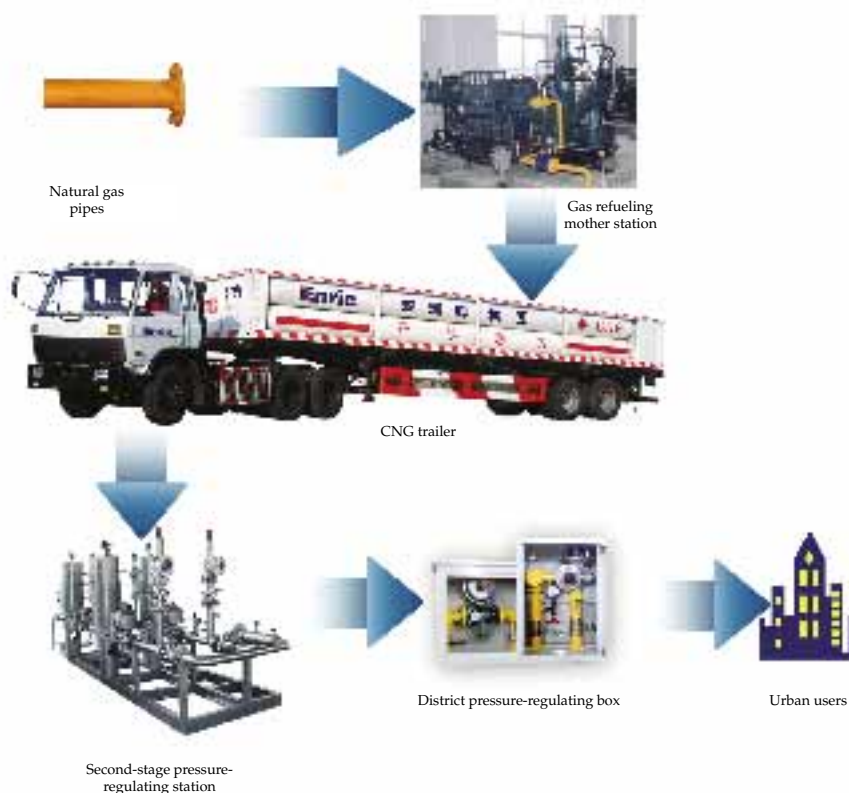 Natural gas
pipes
Gas refueling
mother station
Enric
CNG trailer
District pressure-regulating box
Urban users
Second-stage pressure-
regulating station